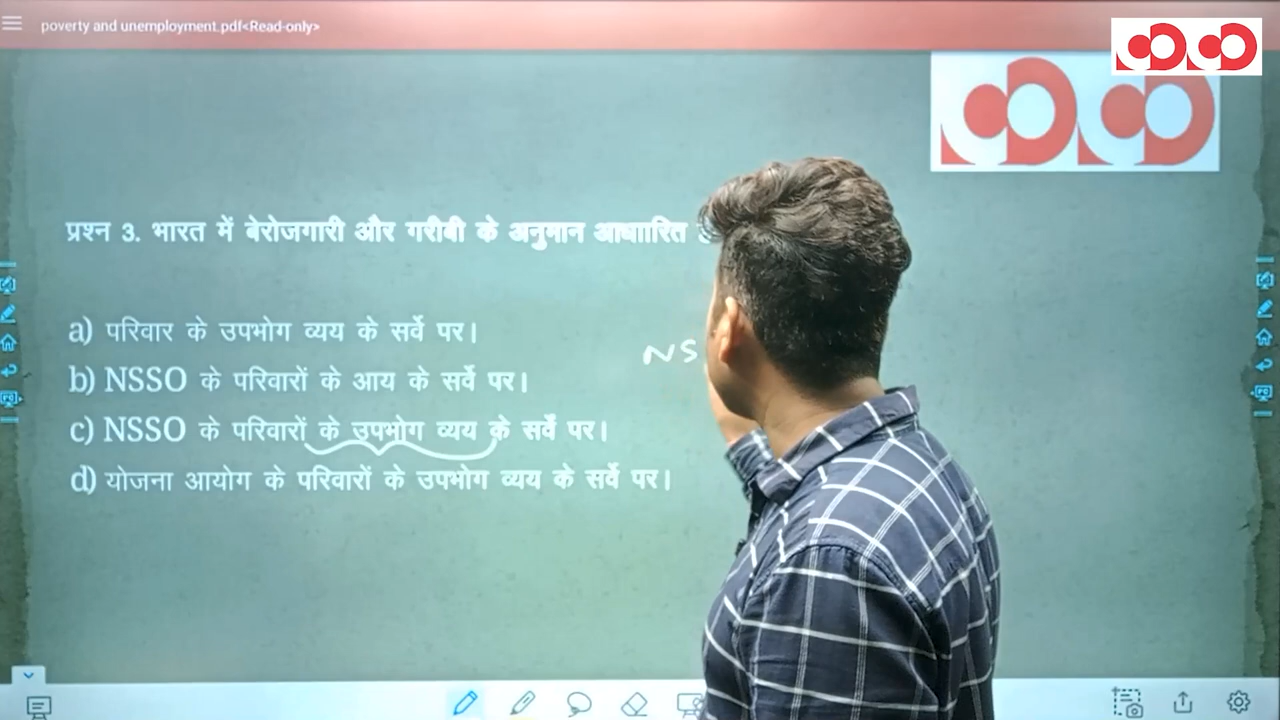 poverty and unemployment.pdf<Read-only>
प्रश्न 3. भारत में बेरोजगारी और गरीबी के अनुमान आधाारित
a) परिवार के उपभोग व्यय के सर्वे पर।
NS
b) NSSO के परिवारों के आय के सर्वे पर।
c) NSSO के परिवारों के उपभोग व्यय के सर्वे पर।
d) योजना आयोग के परिवारों के उपभोग व्यय के सर्वे पर।